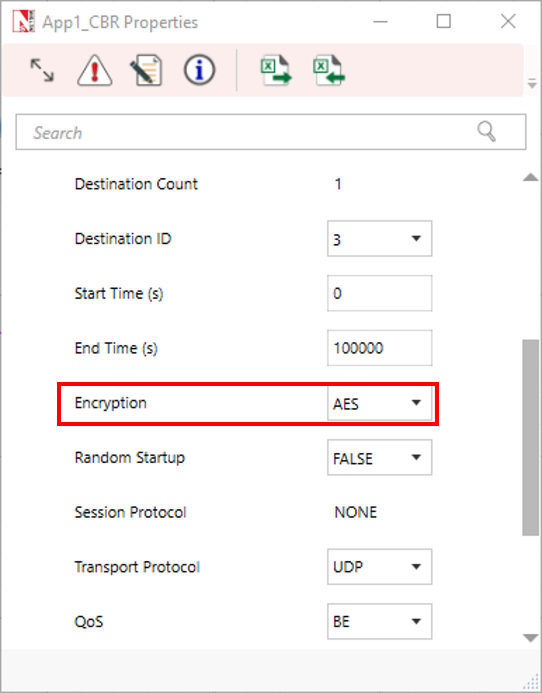 App1_CBR Properties
Search
Destination Count 1
Destination ID 3
Start Time (s) 0
End Time (s) 100000
Encryption AES
Random Startup FALSE
Session Protocol NONE
Transport Protocol UDP
QoS BE